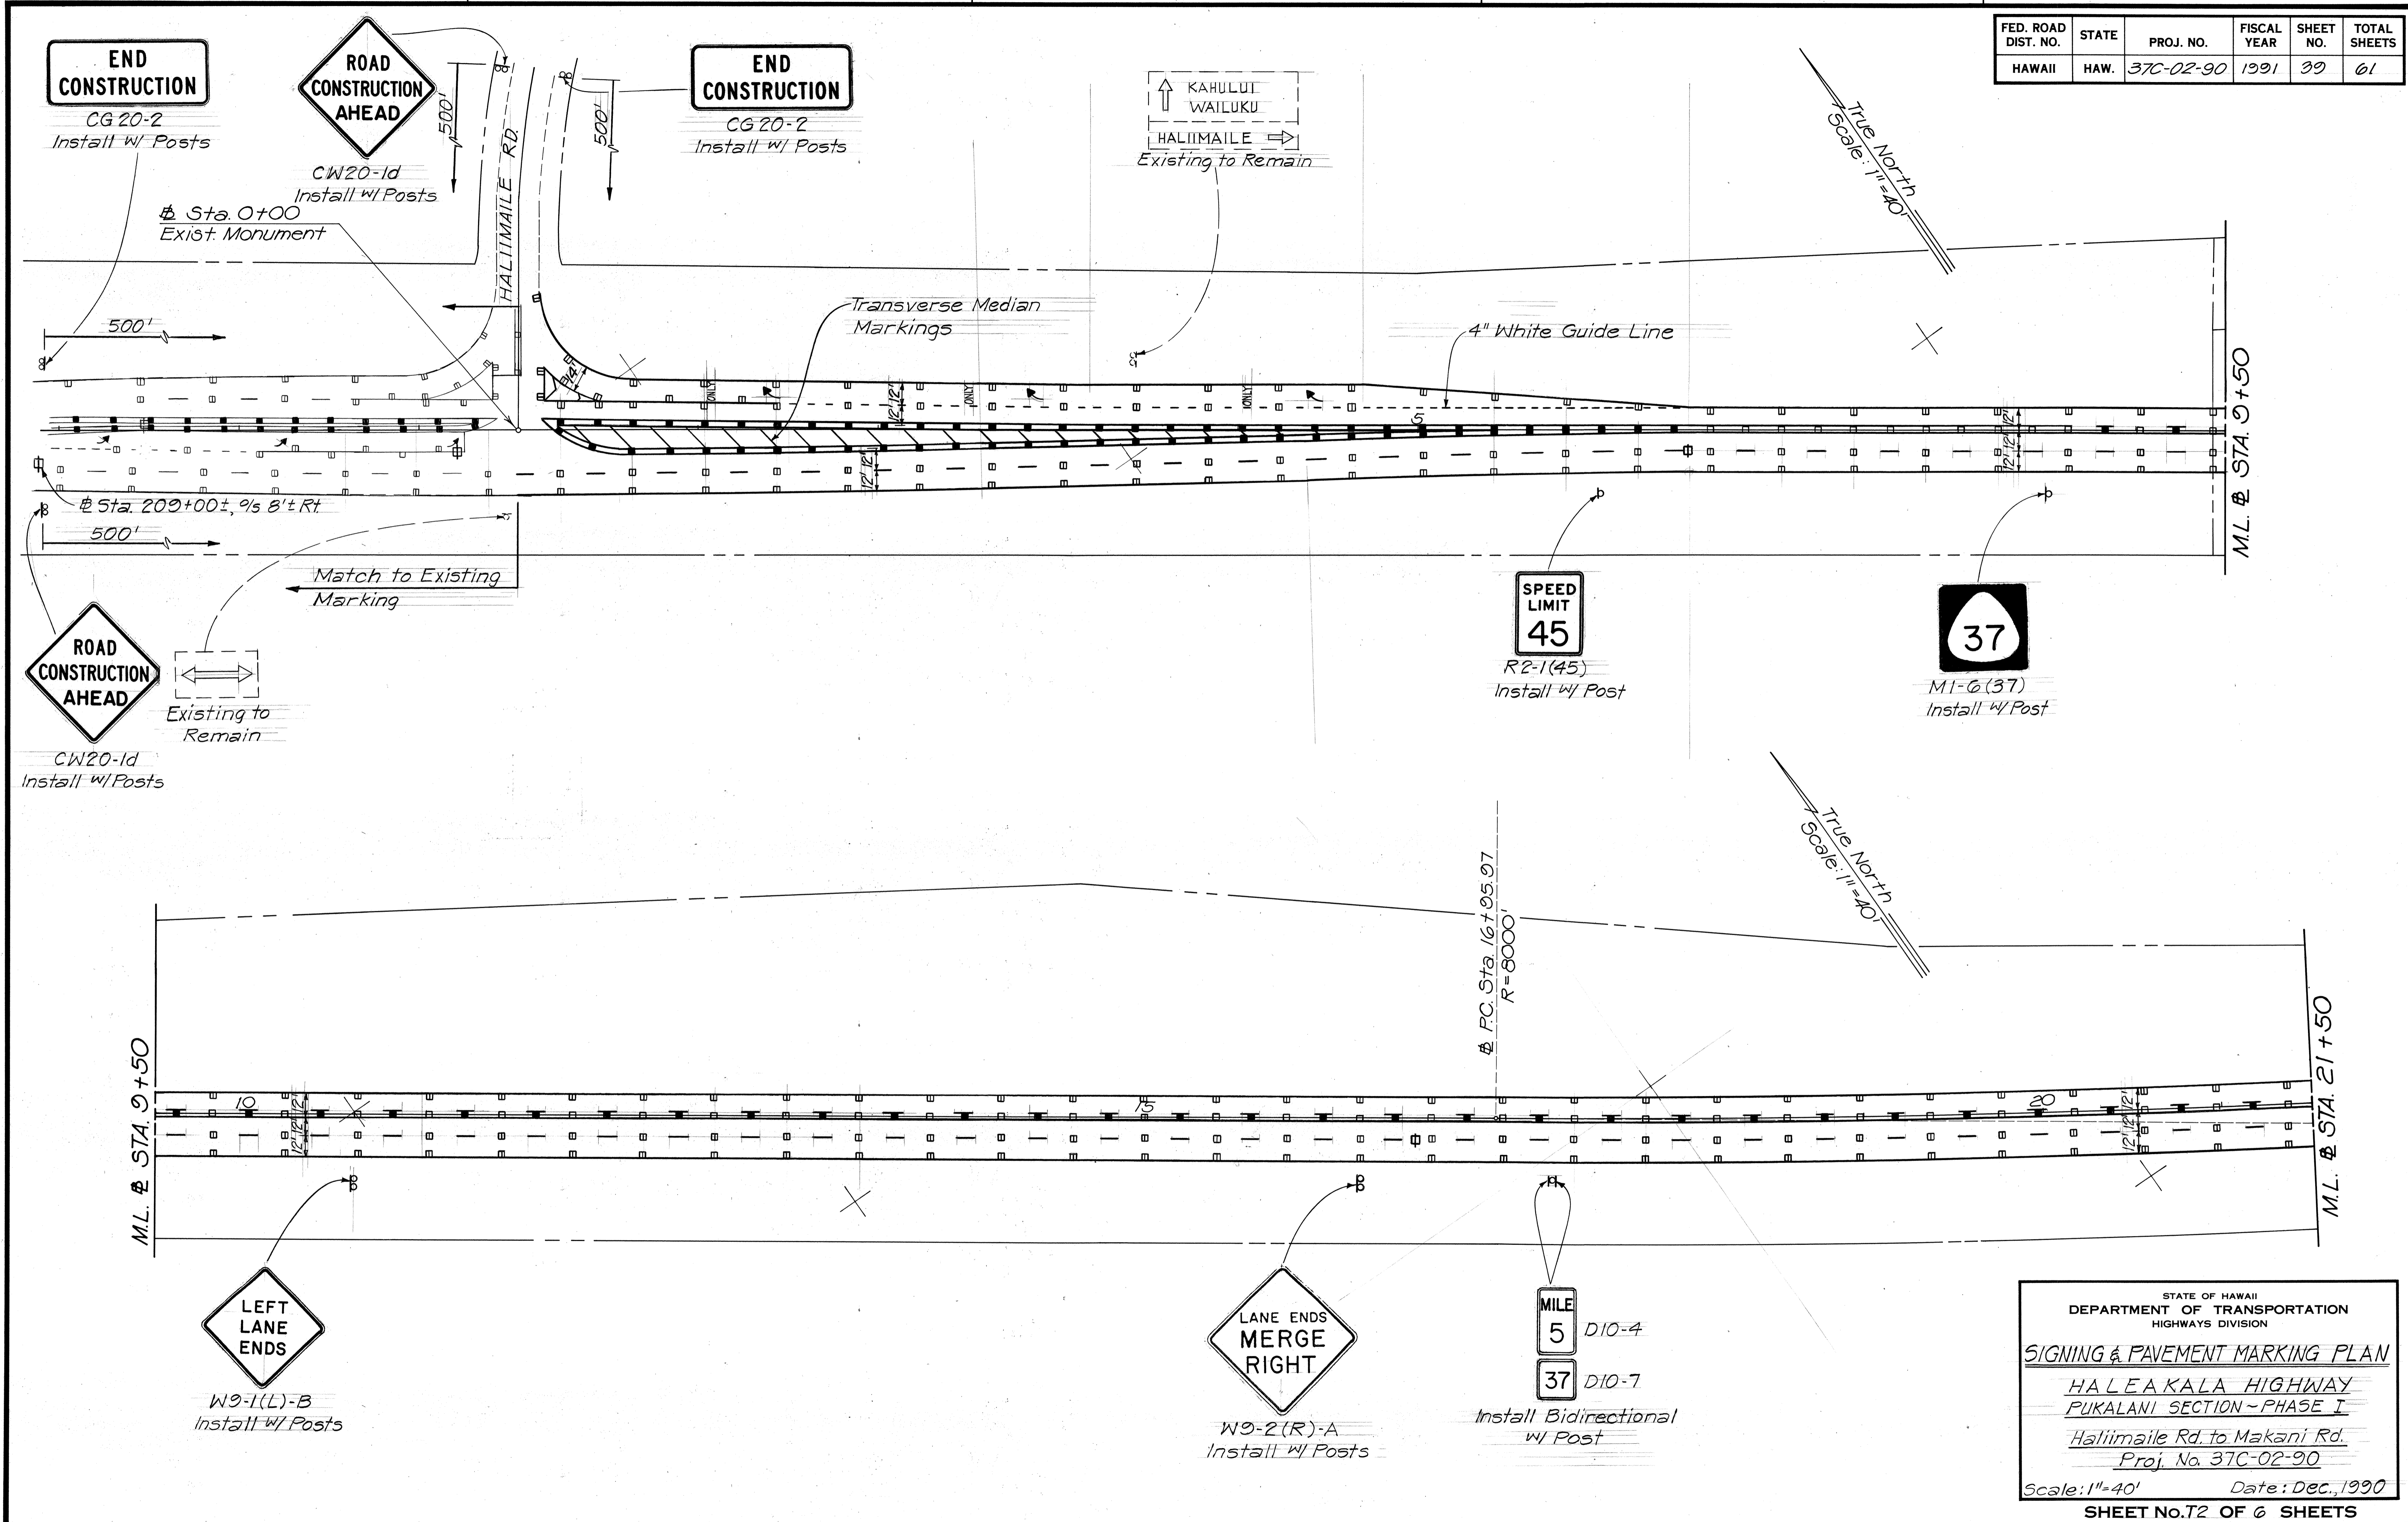 FED. ROAD DIST. NO. STATE PROJ. NO. FISCAL YEAR SHEET NO. TOTAL SHEETS
HAWAII HAW. 37C-02-90 1991 39 61
END
CONSTRUCTION
CG 20-2
Install w/ Posts
ROAD
CONSTRUCTION
AHEAD
CW20-1d
Install w/ Posts
500'
HALIIMAILE RD.
500'
END
CONSTRUCTION
CG 20-2
Install w/ Posts
KAHULUI
WAILUKU
HALIIMAILE
Existing to Remain
True North
Scale: 1"=40'
℄ Sta. 0+00
Exist. Monument
500'
Transverse Median
Markings
4" White Guide Line
14'
ONLY
ONLY
ONLY
12' 12'
12' 12'
5
12'
12' 12'
M.L. ℄ STA. 9+50
℄ Sta. 209+00±, o/s 8'± Rt
500'
Match to Existing
Marking
ROAD
CONSTRUCTION
AHEAD
CW20-1d
Install w/ Posts
Existing to
Remain
SPEED
LIMIT
45
R2-1(45)
Install w/ Post
37
M1-6(37)
Install w/ Post
True North
Scale: 1"=40'
℄ P.C. Sta. 16+95.97
R=8000'
M.L. ℄ STA. 9+50
10
12' 12'
12' 12'
15
20
12' 12'
12' 12'
M.L. ℄ STA. 21+50
LEFT
LANE
ENDS
W9-1(L)-B
Install w/ Posts
LANE ENDS
MERGE
RIGHT
W9-2(R)-A
Install w/ Posts
MILE
5 D10-4
37 D10-7
Install Bidirectional
w/ Post
STATE OF HAWAII
DEPARTMENT OF TRANSPORTATION
HIGHWAYS DIVISION
SIGNING & PAVEMENT MARKING PLAN
HALEAKALA HIGHWAY
PUKALANI SECTION ~ PHASE I
Haliimaile Rd. to Makani Rd.
Proj. No. 37C-02-90
Scale: 1"=40' Date: Dec., 1990
SHEET No. T2 OF 6 SHEETS